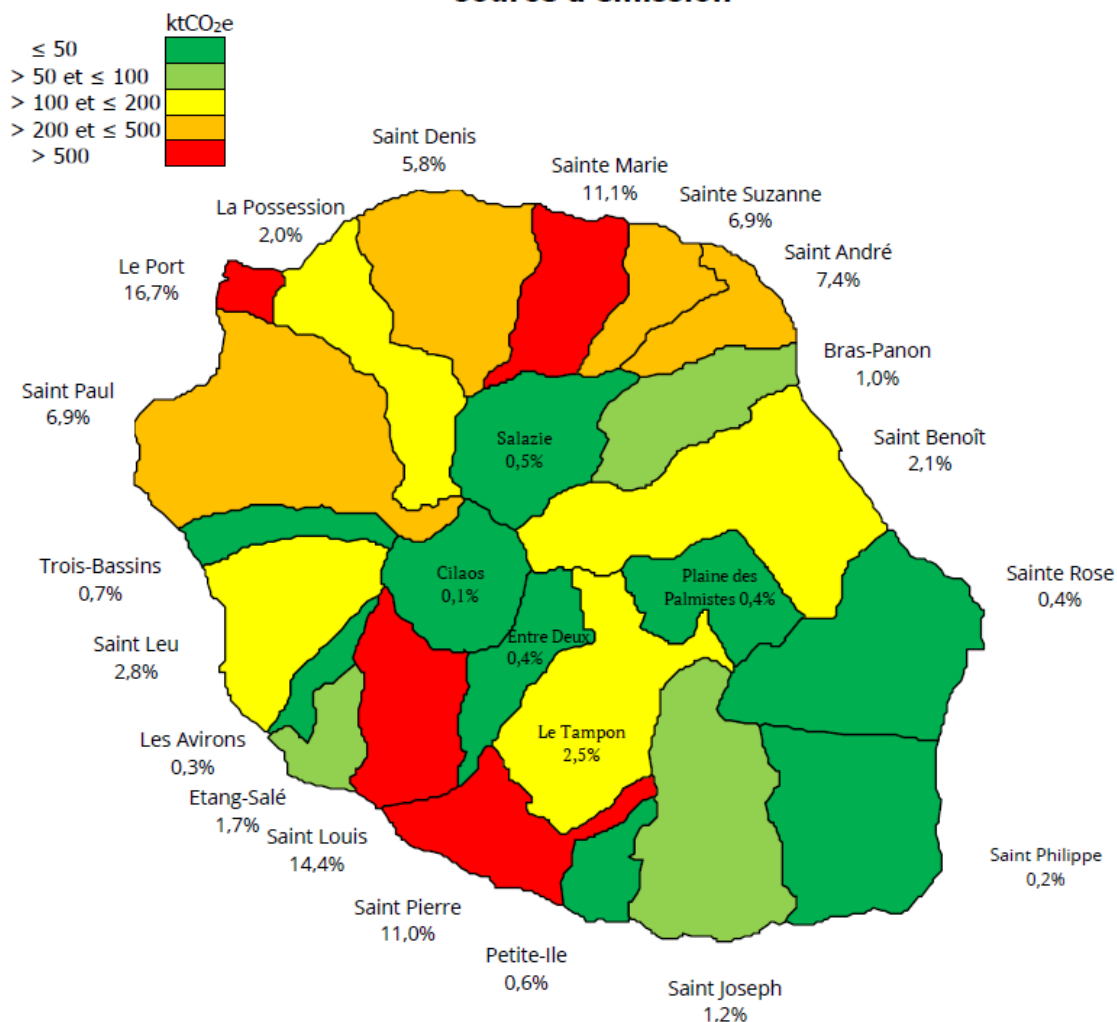 source d'émission
ktCO₂e
≤ 50
> 50 et ≤ 100
> 100 et ≤ 200
> 200 et ≤ 500
> 500
Saint Denis
5,8%
Sainte Marie
11,1%
Sainte Suzanne
6,9%
La Possession
2,0%
Saint André
7,4%
Le Port
16,7%
Bras-Panon
1,0%
Saint Paul
6,9%
Saint Benoît
2,1%
Salazie
0,5%
Trois-Bassins
0,7%
Cilaos
0,1%
Plaine des
Palmistes 0,4%
Sainte Rose
0,4%
Saint Leu
2,8%
Entre Deux
0,4%
Les Avirons
0,3%
Le Tampon
2,5%
Etang-Salé
1,7%
Saint Louis
14,4%
Saint Philippe
0,2%
Saint Pierre
11,0%
Petite-Ile
0,6%
Saint Joseph
1,2%